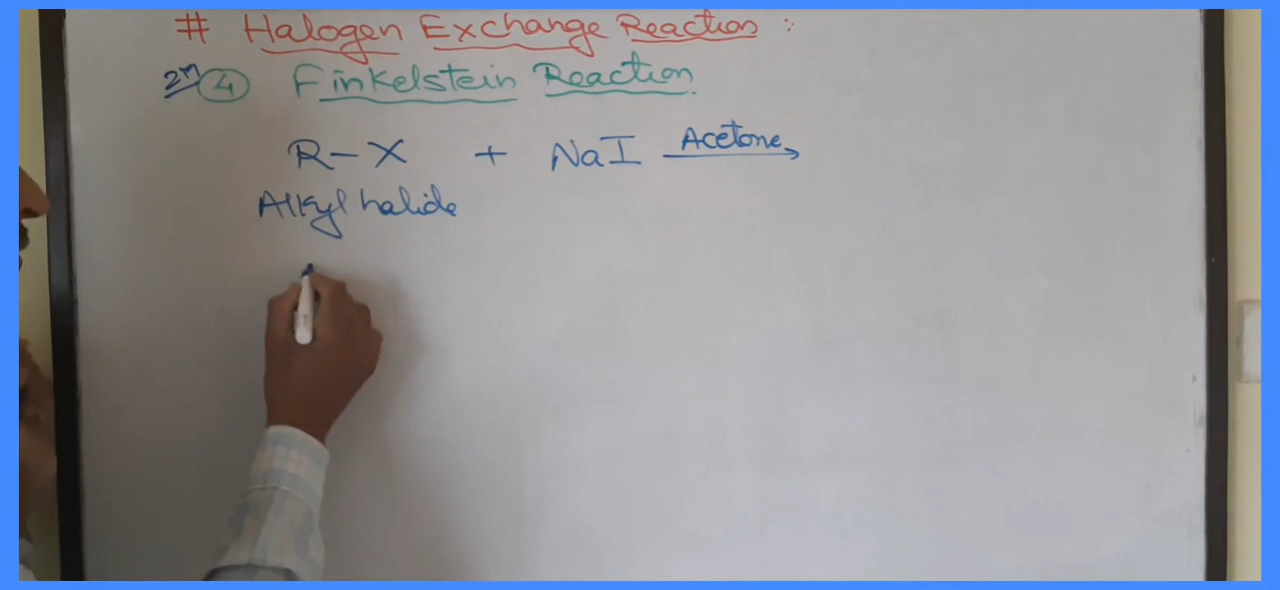 # Halogen Exchange Reaction :
2M 4 Finkelstein Reaction
R-X + NaI Acetone →
Alkyl halide